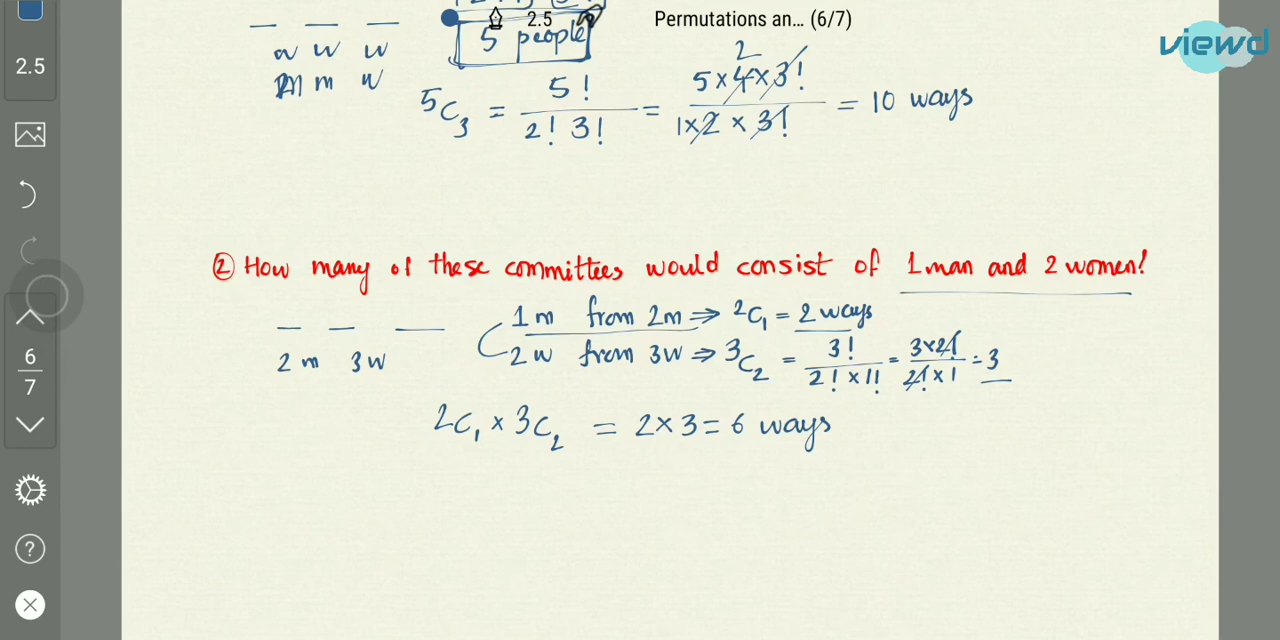 2.5 Permutations an... (6/7)
viewd
2.5
5 people
w w w
M m w
5C3 = 5! / 2! 3! = 5 × 4 × 3! / 1×2 × 3! = 10 ways
2
② How many of these committees would consist of 1 man and 2 women?
1m from 2m ⇒ 2C1 = 2 ways
2w from 3w ⇒ 3C2 = 3! / 2! × 1! = 3×2! / 2! × 1 = 3
2m 3w
2C1 × 3C2 = 2 × 3 = 6 ways
6
7
?